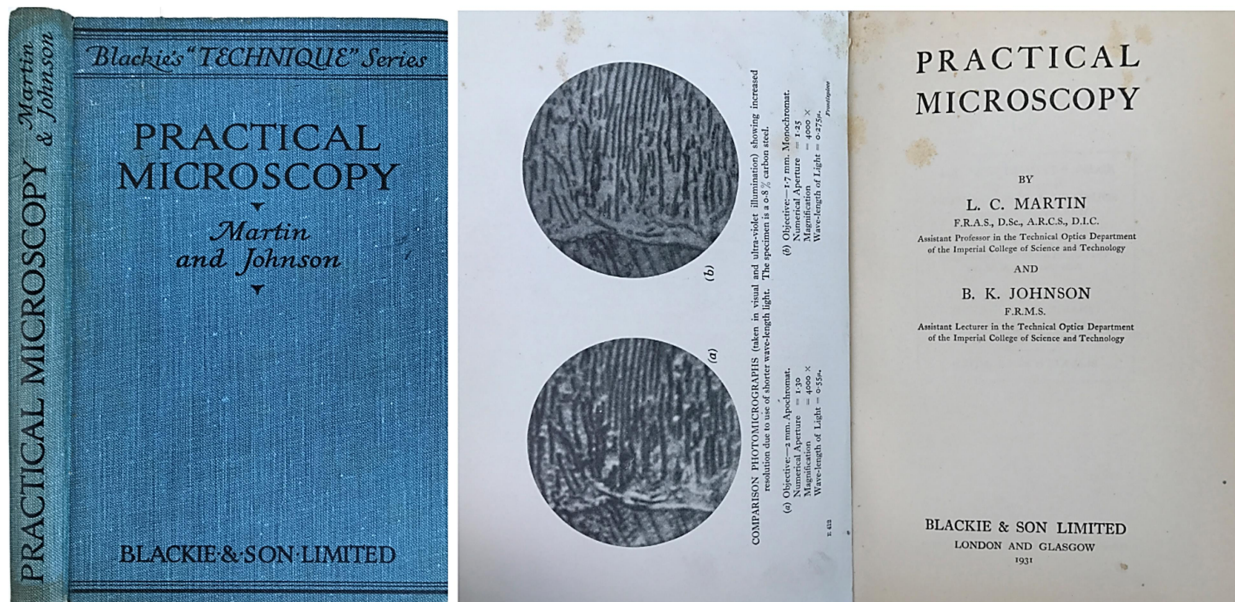 PRACTICAL MICROSCOPY Martin & Johnson
Blackie's "TECHNIQUE" Series
PRACTICAL
MICROSCOPY
Martin
and Johnson
BLACKIE·&·SON·LIMITED
(a)
(b)
COMPARISON PHOTOMICROGRAPHS (taken in visual and ultra-violet illumination) showing increased
resolution due to use of shorter wave-length light. The specimen is a 0·8 % carbon steel.
(a) Objective:—2 mm. Apochromat.
Numerical Aperture = 1·30
Magnification = 4000 ×
Wave-length of Light = 0·55μ.
(b) Objective:—1·7 mm. Monochromat.
Numerical Aperture = 1·25
Magnification = 4000 ×
Wave-length of Light = 0·275μ.
Frontispiece
PRACTICAL
MICROSCOPY
BY
L. C. MARTIN
F.R.A.S., D.Sc., A.R.C.S., D.I.C.
Assistant Professor in the Technical Optics Department
of the Imperial College of Science and Technology
AND
B. K. JOHNSON
F.R.M.S.
Assistant Lecturer in the Technical Optics Department
of the Imperial College of Science and Technology
BLACKIE & SON LIMITED
LONDON AND GLASGOW
1931